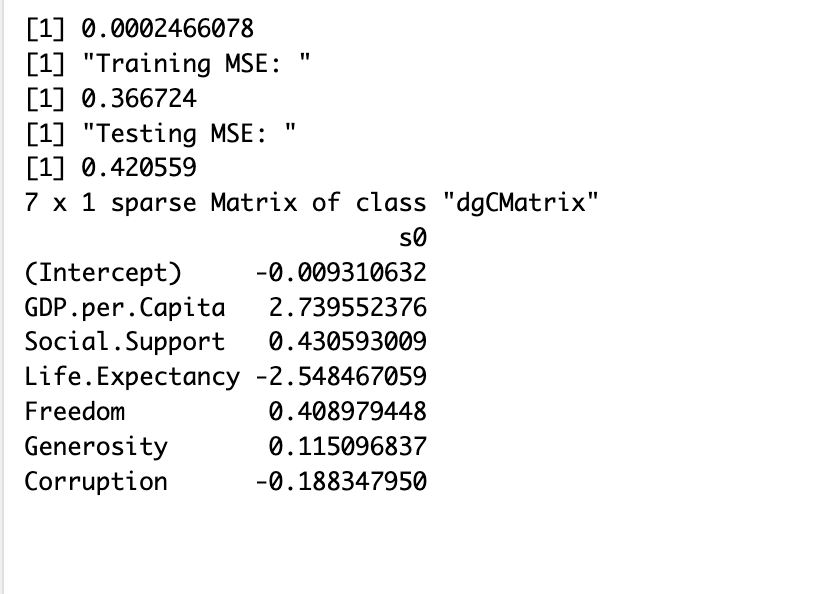 [1] 0.0002466078
[1] "Training MSE: "
[1] 0.366724
[1] "Testing MSE: "
[1] 0.420559
7 x 1 sparse Matrix of class "dgCMatrix"
s0
(Intercept) -0.009310632
GDP.per.Capita 2.739552376
Social.Support 0.430593009
Life.Expectancy -2.548467059
Freedom 0.408979448
Generosity 0.115096837
Corruption -0.188347950